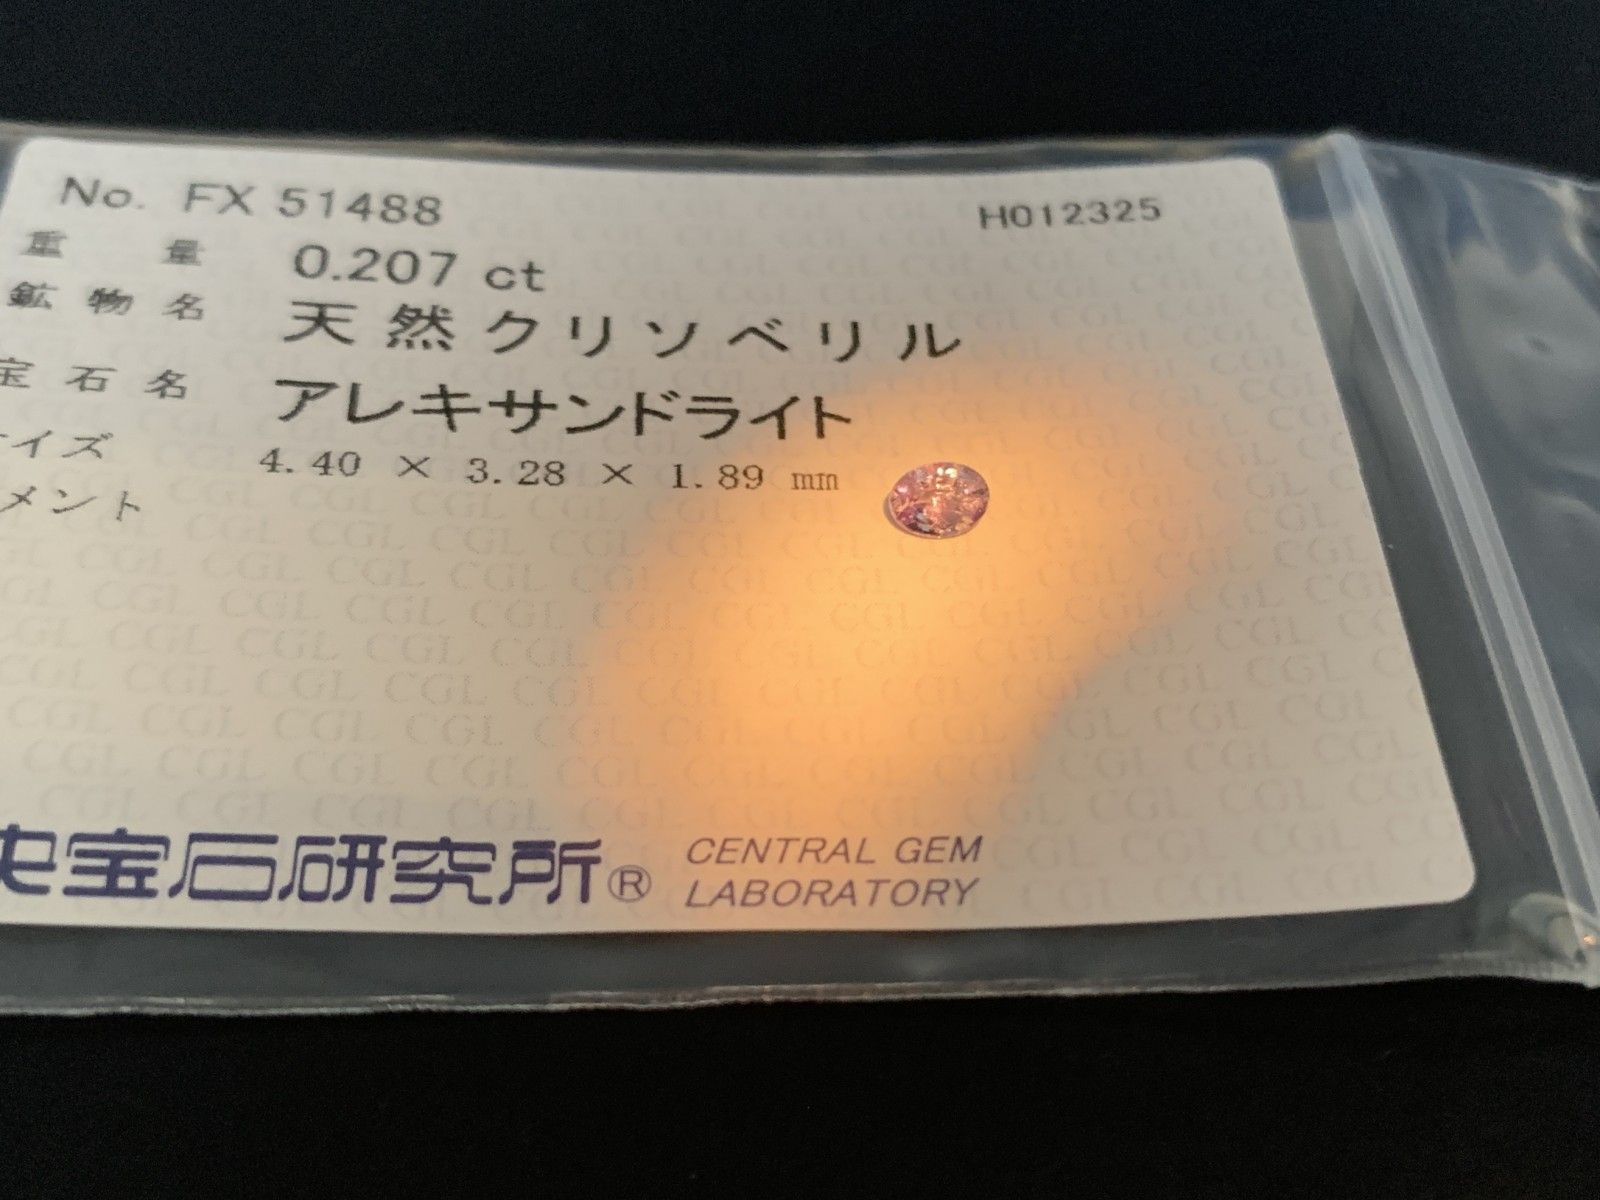 No. FX 51488
H012325
重量 0.207 ct
鉱物名 天然クリソベリル
宝石名 アレキサンドライト
イズ 4.40 × 3.28 × 1.89 mm
メント
宝石研究所® CENTRAL GEM
LABORATORY